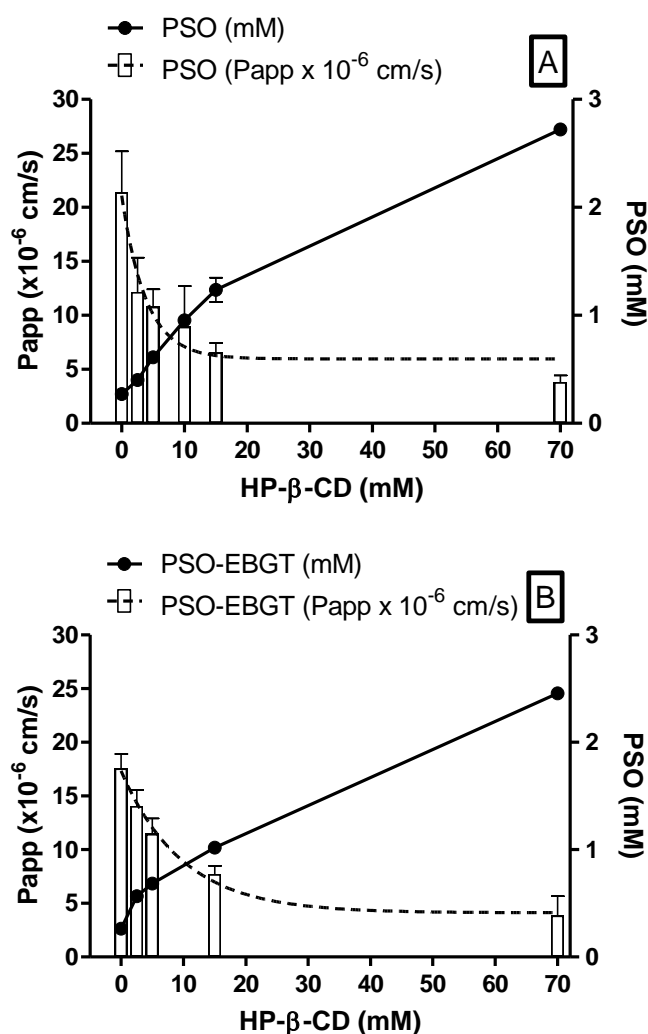 PSO (mM)
PSO (Papp x 10⁻⁶ cm/s)
A
30
25
20
15
10
5
0
Papp (x10⁻⁶ cm/s)
3
2
1
0
PSO (mM)
0 10 20 30 40 50 60 70
HP-β-CD (mM)
PSO-EBGT (mM)
PSO-EBGT (Papp x 10⁻⁶ cm/s)
B
30
25
20
15
10
5
0
Papp (x10⁻⁶ cm/s)
3
2
1
0
PSO (mM)
0 10 20 30 40 50 60 70
HP-β-CD (mM)